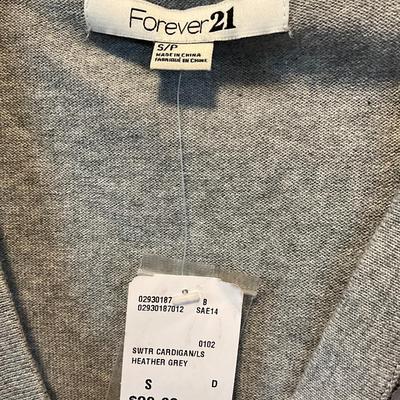 Forever21
S/P
MADE IN CHINA
FABRIQUÉ EN CHINE
02930187 B
02930187012 SAE14
0102
SWTR CARDIGAN/LS
HEATHER GREY
S D